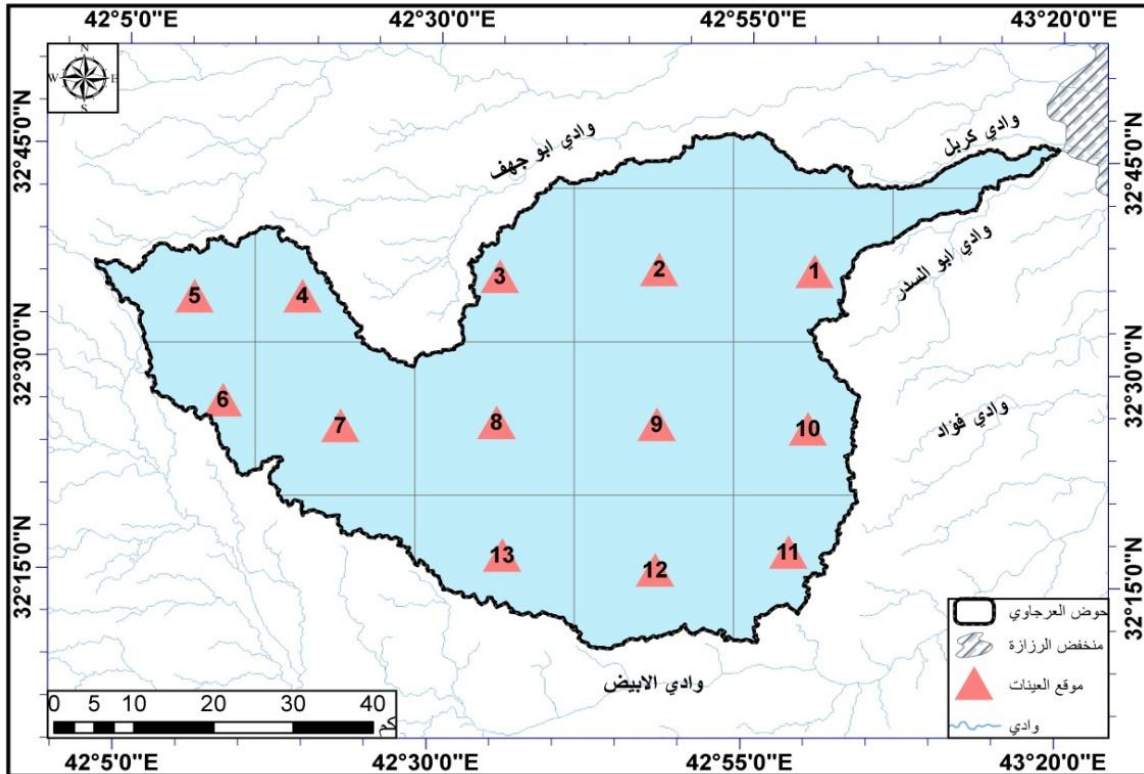 42°5'0"E 42°30'0"E 42°55'0"E 43°20'0"E
N
W E
S
32°45'0"N
32°45'0"N
وادي ابو جهف
وادي كربل
وادي ابو السدر
1
2
3
4
5
32°30'0"N
32°30'0"N
6
7
8
9
10
وادي فؤاد
11
12
13
32°15'0"N
32°15'0"N
وادي الابيض
حوض العرجاوي
منخفض الرزازة
موقع العينات
وادي
0 5 10 20 30 40
كم
42°5'0"E 42°30'0"E 42°55'0"E 43°20'0"E